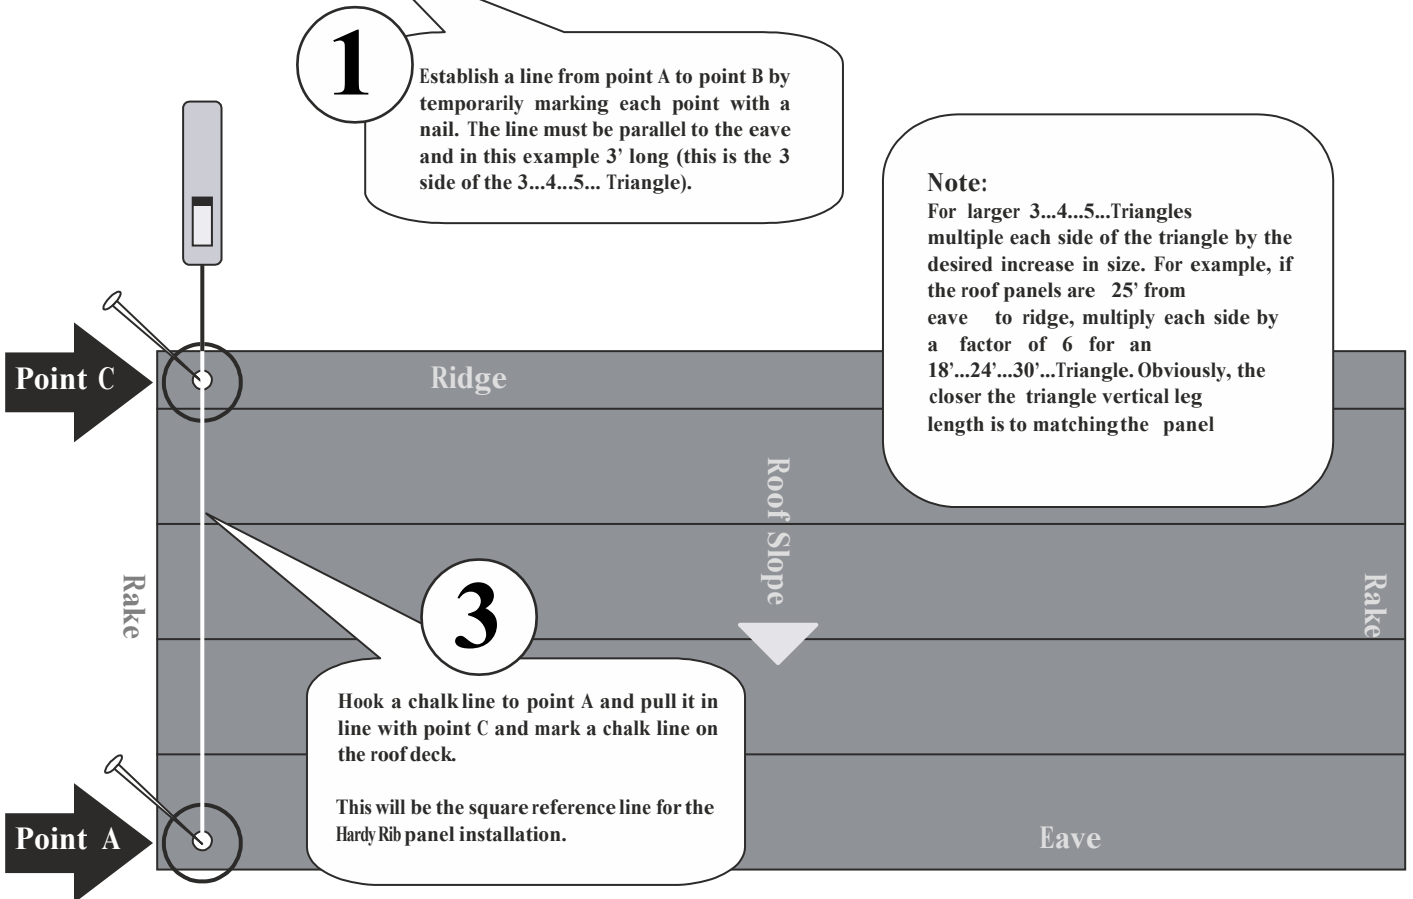 1
Establish a line from point A to point B by
temporarily marking each point with a
nail. The line must be parallel to the eave
and in this example 3’ long (this is the 3
side of the 3...4...5... Triangle).
Note:
For larger 3...4...5...Triangles
multiple each side of the triangle by the
desired increase in size. For example, if
the roof panels are 25’ from
eave to ridge, multiply each side by
a factor of 6 for an
18’...24’...30’...Triangle. Obviously, the
closer the triangle vertical leg
length is to matchingthe panel
Point C
Ridge
Roof Slope
Rake
Rake
3
Hook a chalk line to point A and pull it in
line with point C and mark a chalk line on
the roof deck.
This will be the square reference line for the
Hardy Rib panel installation.
Point A
Eave